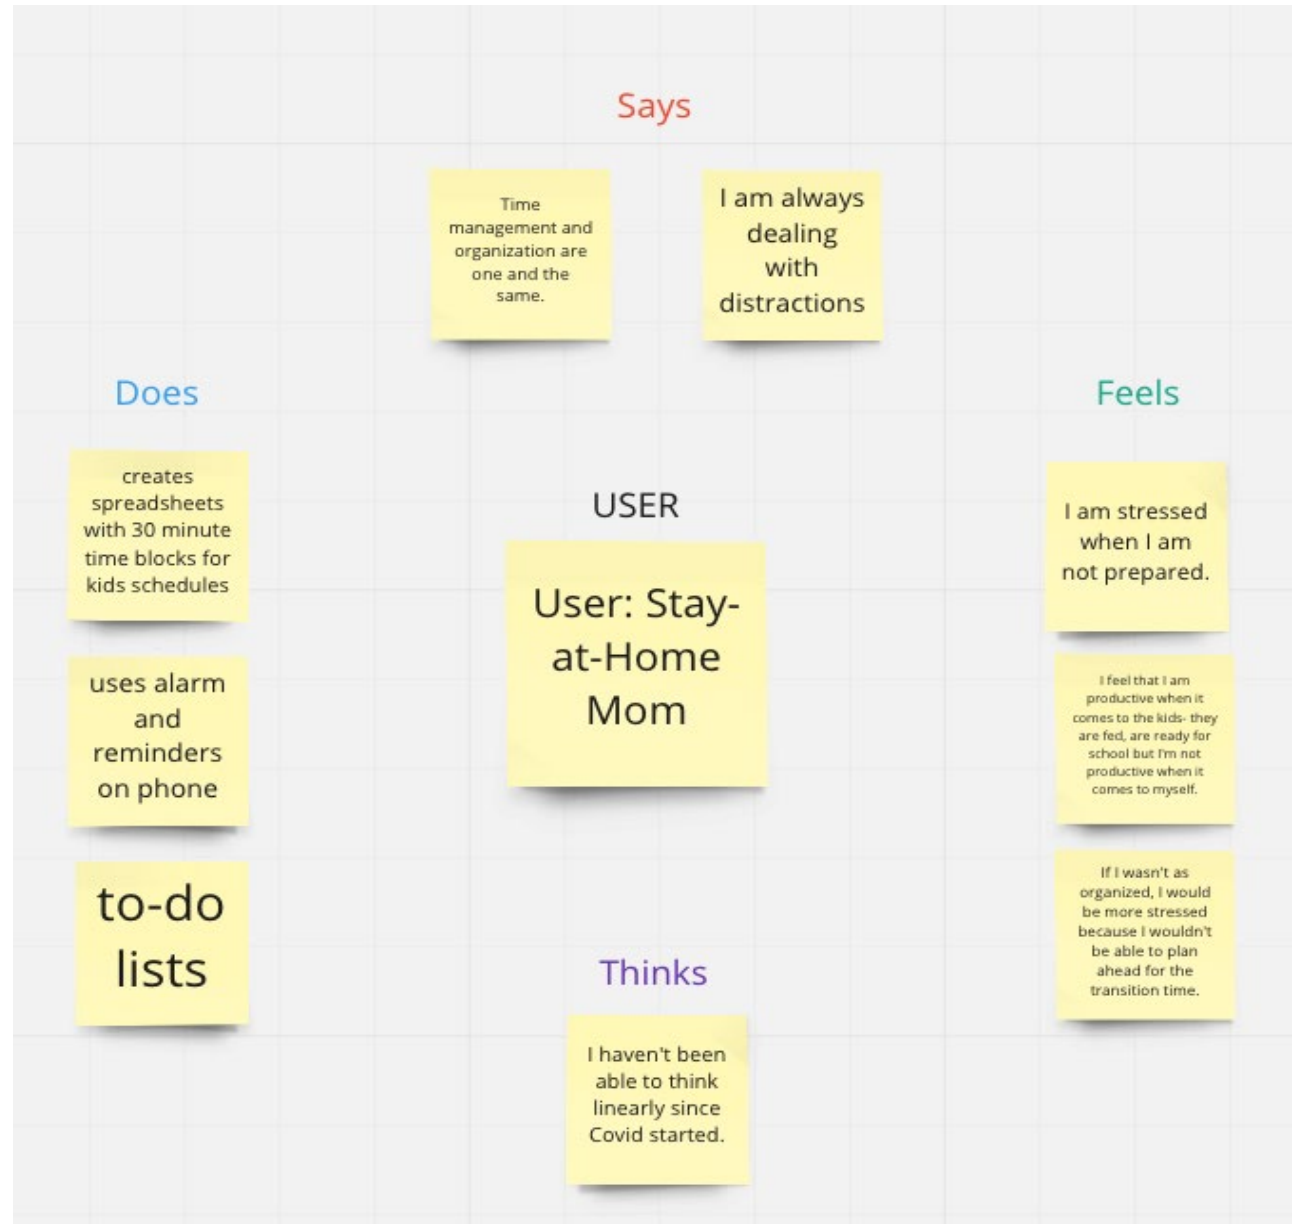 Says
Time
management and
organization are
one and the
same.
I am always
dealing
with
distractions
Does
creates
spreadsheets
with 30 minute
time blocks for
kids schedules
uses alarm
and
reminders
on phone
to-do
lists
USER
User: Stay-
at-Home
Mom
Feels
I am stressed
when I am
not prepared.
I feel that I am
productive when it
comes to the kids- they
are fed, are ready for
school but I'm not
productive when it
comes to myself.
If I wasn't as
organized, I would
be more stressed
because I wouldn't
be able to plan
ahead for the
transition time.
Thinks
I haven't been
able to think
linearly since
Covid started.